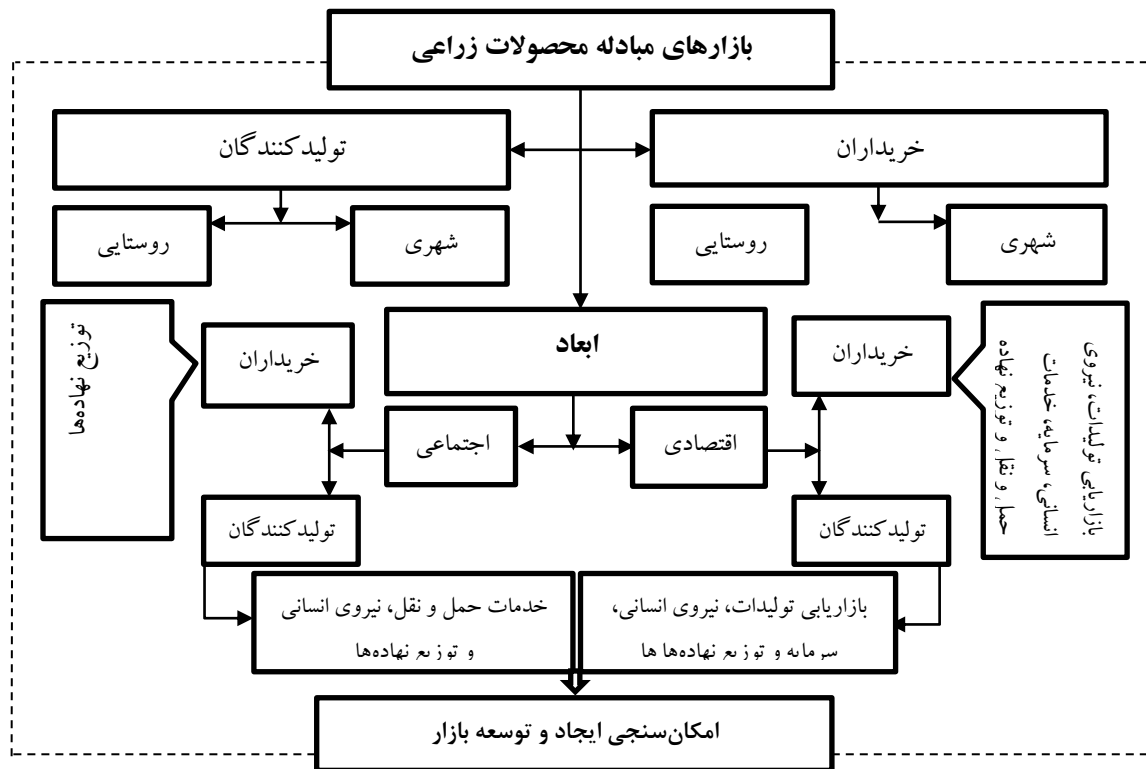 بازارهای مبادله محصولات زراعی
خریداران
تولیدکنندگان
شهری
روستایی
شهری
روستایی
ابعاد
خریداران
خریداران
بازاریابی تولیدات، نیروی
انسانی، سرمایه، خدمات
حمل و نقل و توزیع نهاده
توزیع نهاده‌ها
اقتصادی
اجتماعی
تولیدکنندگان
تولیدکنندگان
بازاریابی تولیدات، نیروی انسانی،
سرمایه و توزیع نهاده‌ها ها
خدمات حمل و نقل، نیروی انسانی
و توزیع نهاده‌ها
امکان‌سنجی ایجاد و توسعه بازار